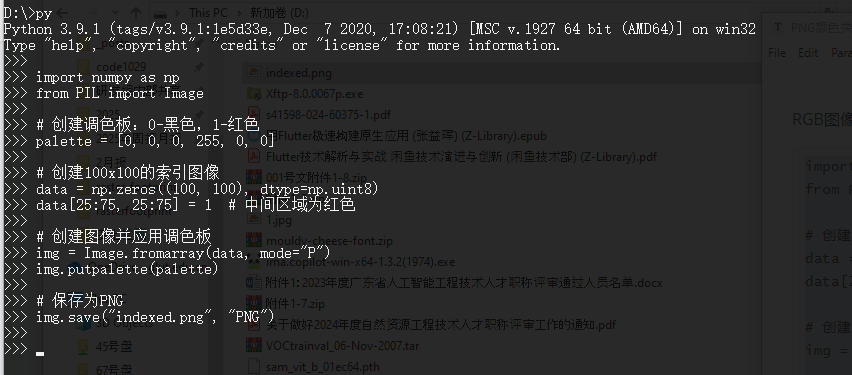 D:\>py
Python 3.9.1 (tags/v3.9.1:1e5d33e, Dec  7 2020, 17:08:21) [MSC v.1927 64 bit (AMD64)] on win32
Type "help", "copyright", "credits" or "license" for more information.
>>>
>>> import numpy as np
>>> from PIL import Image
>>>
>>> # 创建调色板：0-黑色，1-红色
>>> palette = [0, 0, 0, 255, 0, 0]
>>>
>>> # 创建100x100的索引图像
>>> data = np.zeros((100, 100), dtype=np.uint8)
>>> data[25:75, 25:75] = 1  # 中间区域为红色
>>>
>>> # 创建图像并应用调色板
>>> img = Image.fromarray(data, mode="P")
>>> img.putpalette(palette)
>>>
>>> # 保存为PNG
>>> img.save("indexed.png", "PNG")
>>>
>>>
This PC
新加卷 (D:)
code1029
45号盘
67号盘
indexed.png
Xftp-8.0.0067p.exe
s41598-024-60375-1.pdf
Flutter极速构建原生应用 (张益珲) (Z-Library).epub
Flutter技术解析与实战 闲鱼技术演进与创新 (闲鱼技术部) (Z-Library).pdf
001号文件附件1-8.zip
1.jpg
mouldy-cheese-font.zip
ima.copilot-win-x64-1.3.2(1974).exe
附件1：2023年度广东省人工智能工程技术人才职称评审通过人员名单.docx
附件1-7.zip
关于做好2024年度自然资源工程技术人才职称评审工作的通知.pdf
VOCtrainval_06-Nov-2007.tar
sam_vit_b_01ec64.pth
File
Edit
RGB图像
# 创建
data =
data[2
# 创建
img =